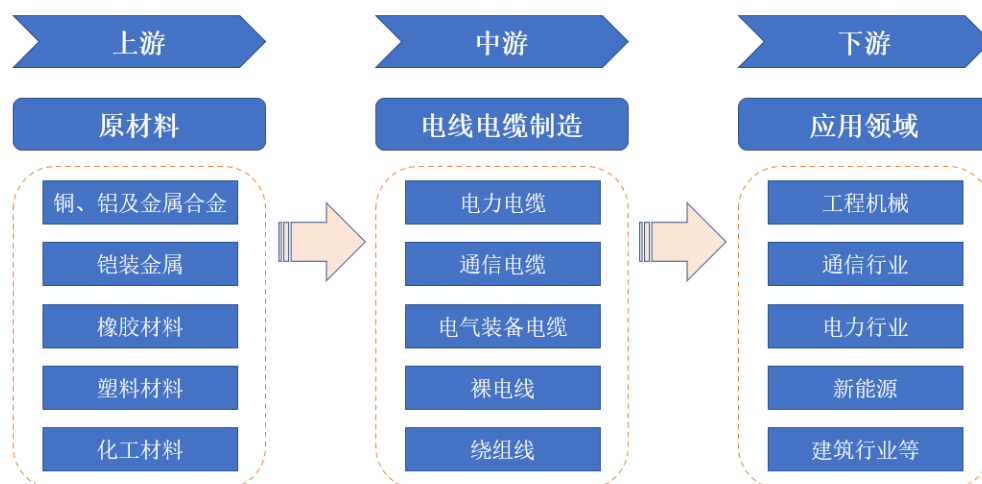 上游
中游
下游
原材料
电线电缆制造
应用领域
铜、铝及金属合金
电力电缆
工程机械
铠装金属
通信电缆
通信行业
橡胶材料
电气装备电缆
电力行业
塑料材料
裸电线
新能源
化工材料
绕组线
建筑行业等